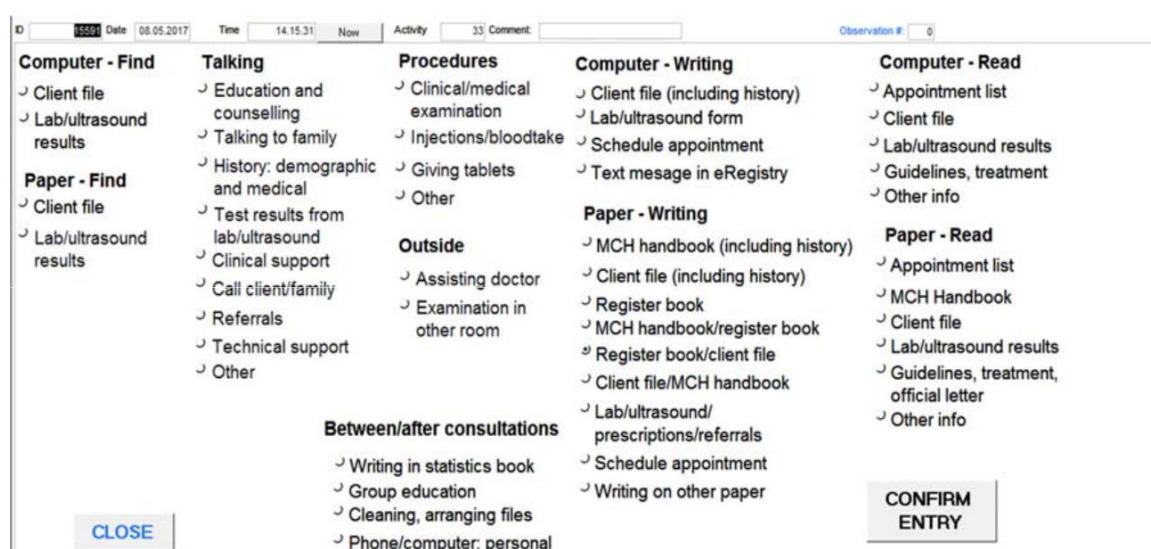 ID 15591 Date 08.05.2017 Time 14.15.31 Now Activity 33 Comment: Observation #: 0
Computer - Find
Client file
Lab/ultrasound
results
Paper - Find
Client file
Lab/ultrasound
results
Talking
Education and
counselling
Talking to family
History: demographic
and medical
Test results from
lab/ultrasound
Clinical support
Call client/family
Referrals
Technical support
Other
Procedures
Clinical/medical
examination
Injections/bloodtake
Giving tablets
Other
Outside
Assisting doctor
Examination in
other room
Between/after consultations
Writing in statistics book
Group education
Cleaning, arranging files
Phone/computer: personal
Computer - Writing
Client file (including history)
Lab/ultrasound form
Schedule appointment
Text mesage in eRegistry
Paper - Writing
MCH handbook (including history)
Client file (including history)
Register book
MCH handbook/register book
Register book/client file
Client file/MCH handbook
Lab/ultrasound/
prescriptions/referrals
Schedule appointment
Writing on other paper
Computer - Read
Appointment list
Client file
Lab/ultrasound results
Guidelines, treatment
Other info
Paper - Read
Appointment list
MCH Handbook
Client file
Lab/ultrasound results
Guidelines, treatment,
official letter
Other info
CLOSE
CONFIRM
ENTRY